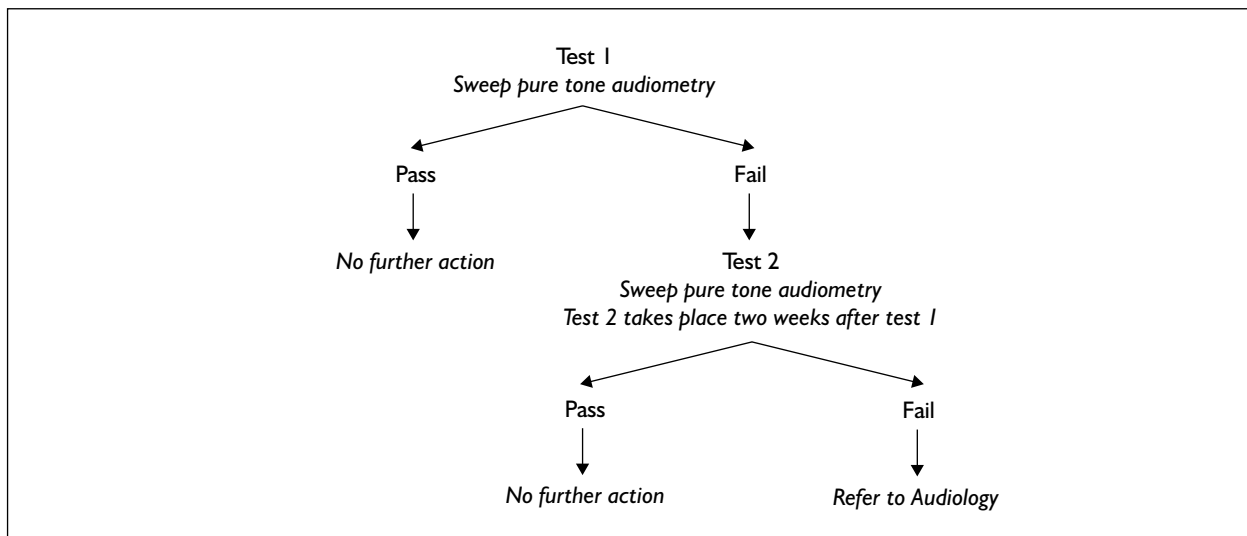 Test 1
Sweep pure tone audiometry
Pass
Fail
No further action
Test 2
Sweep pure tone audiometry
Test 2 takes place two weeks after test 1
Pass
Fail
No further action
Refer to Audiology